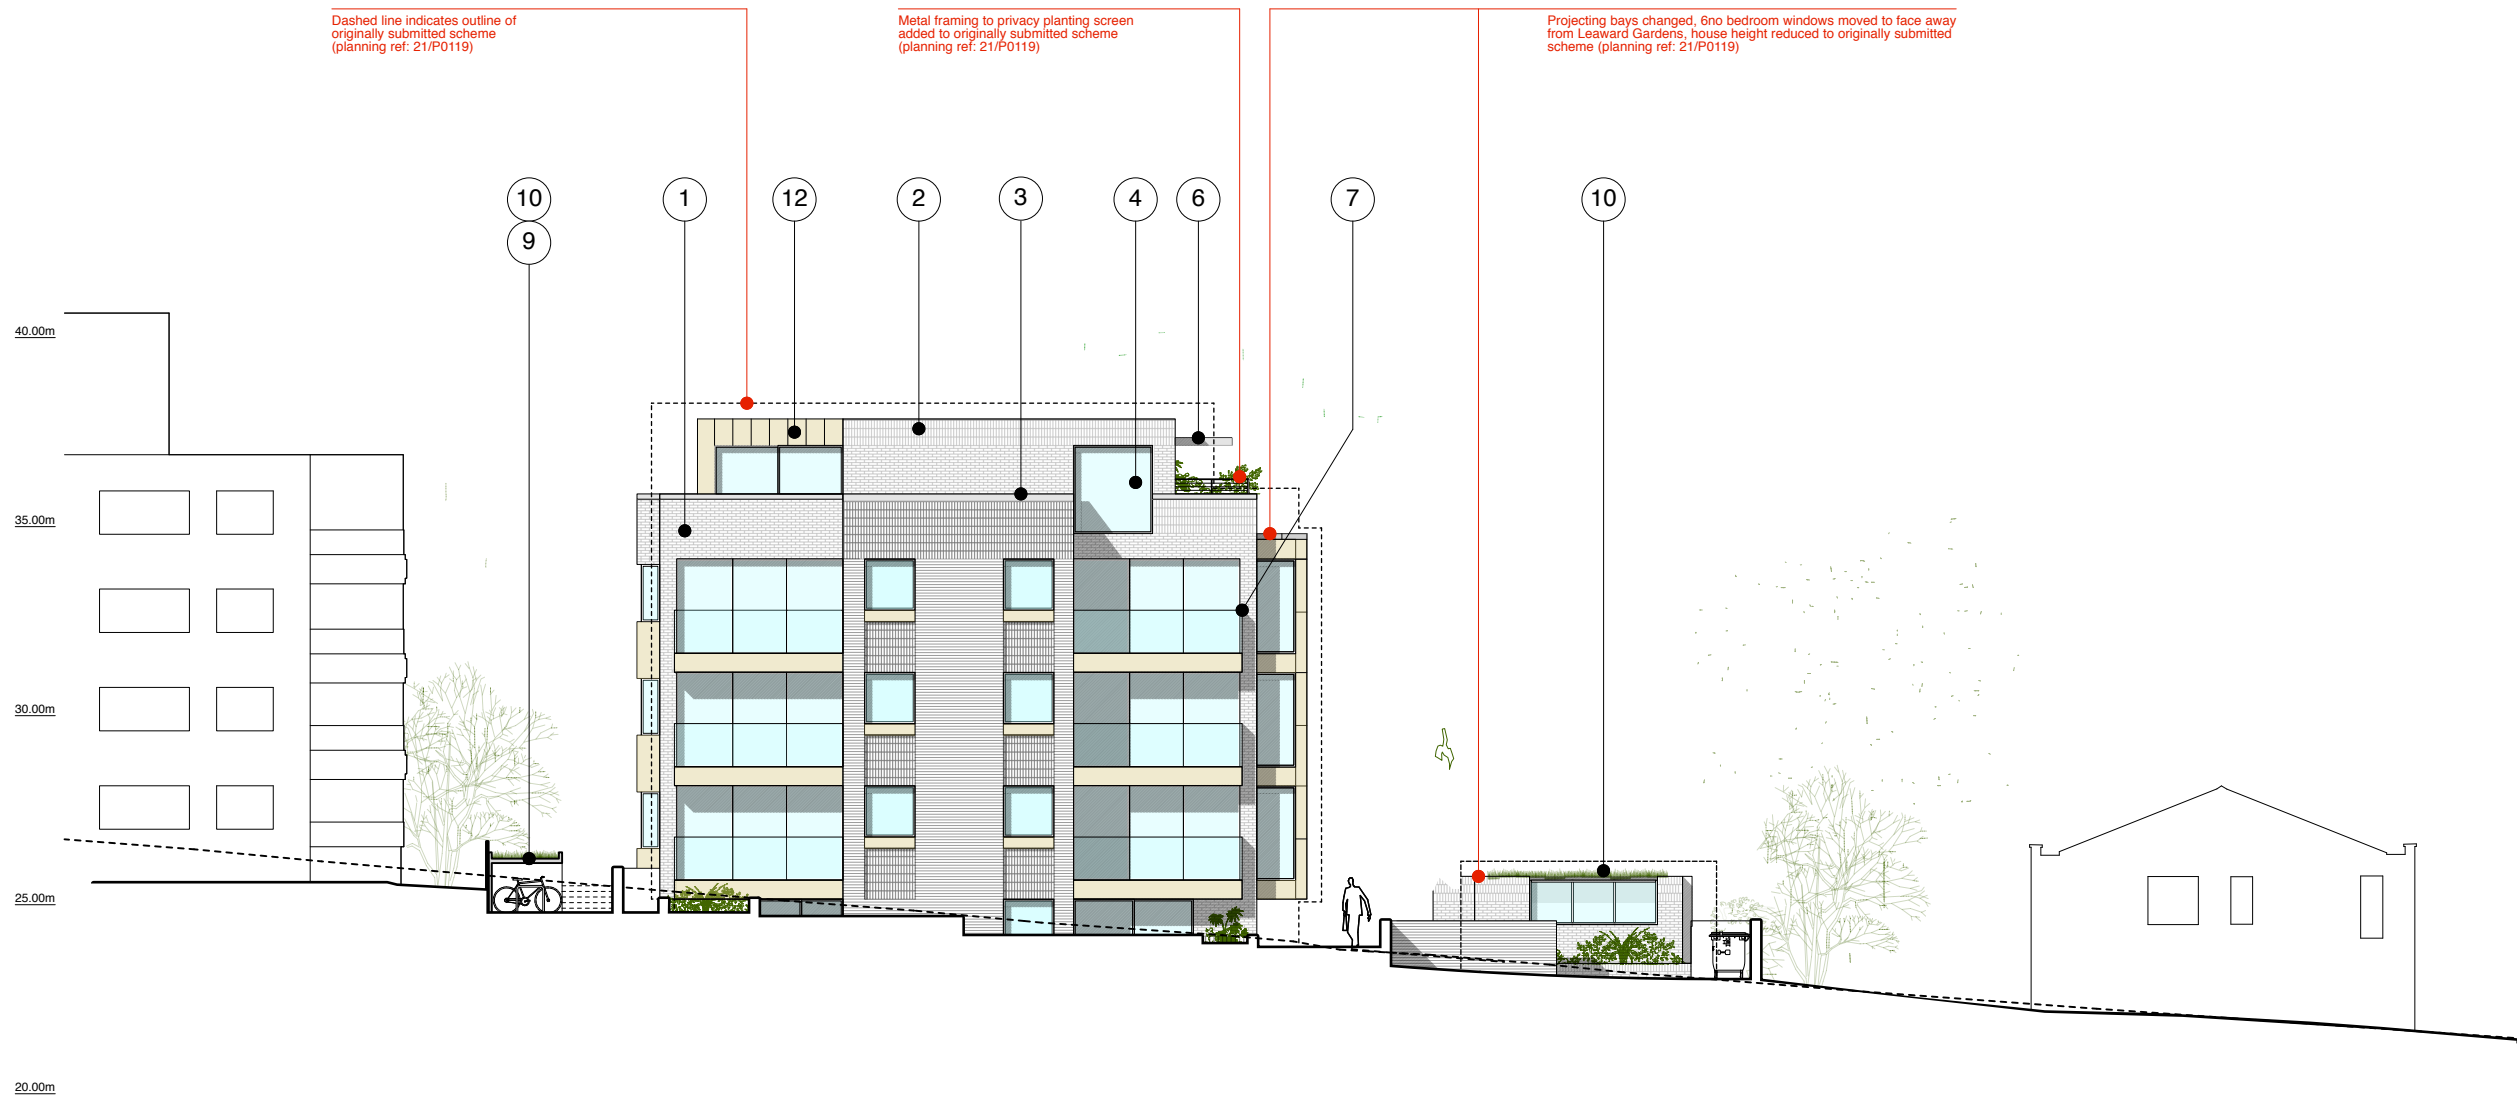 Dashed line indicates outline of
originally submitted scheme
(planning ref: 21/P0119)
Metal framing to privacy planting screen
added to originally submitted scheme
(planning ref: 21/P0119)
Projecting bays changed, 6no bedroom windows moved to face away
from Leaward Gardens, house height reduced to originally submitted
scheme (planning ref: 21/P0119)
10
9
1
12
2
3
4
6
7
10
40.00m
35.00m
30.00m
25.00m
20.00m